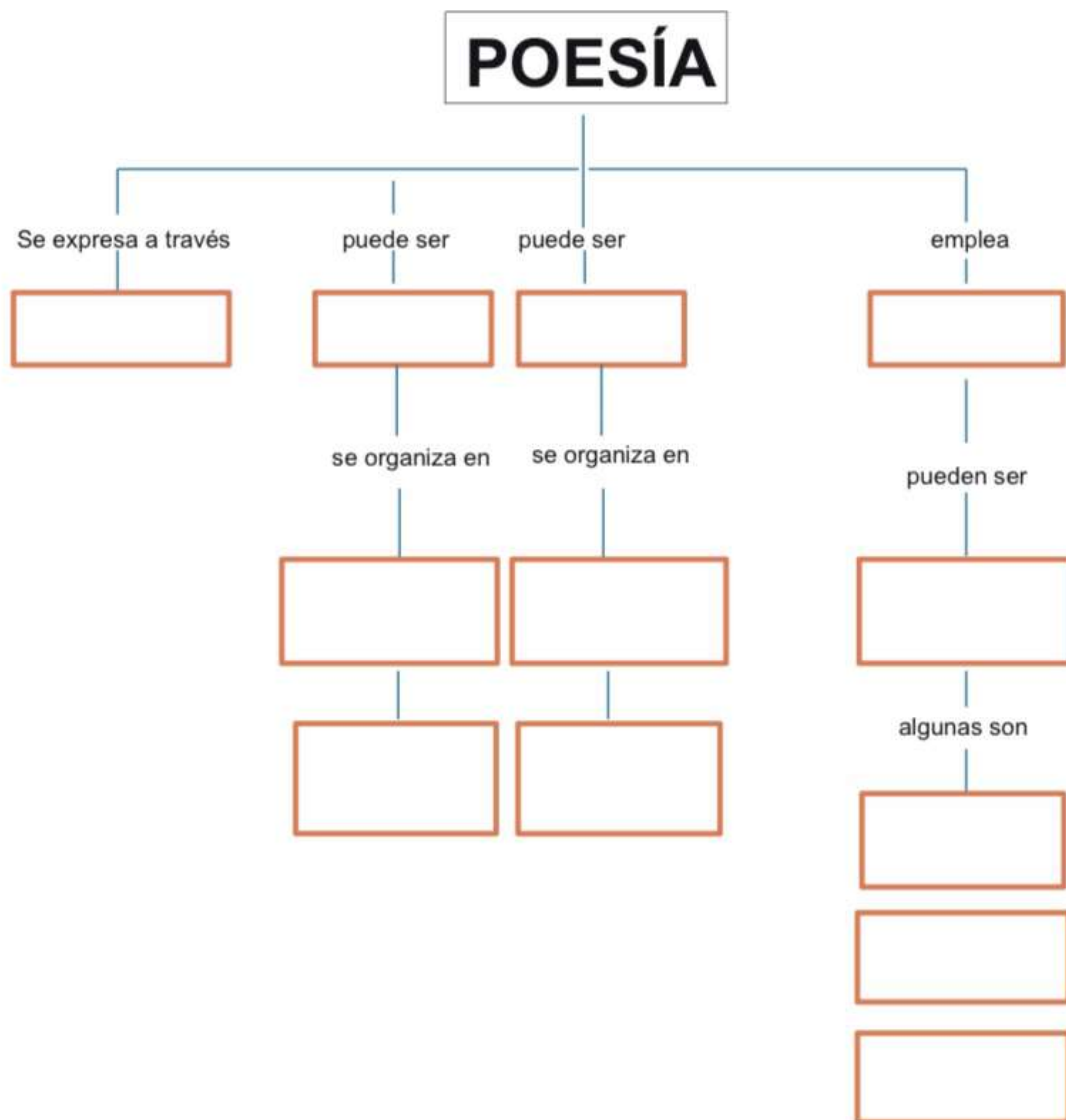 POESÍA
Se expresa a través
puede ser
puede ser
emplea
se organiza en
se organiza en
pueden ser
algunas son